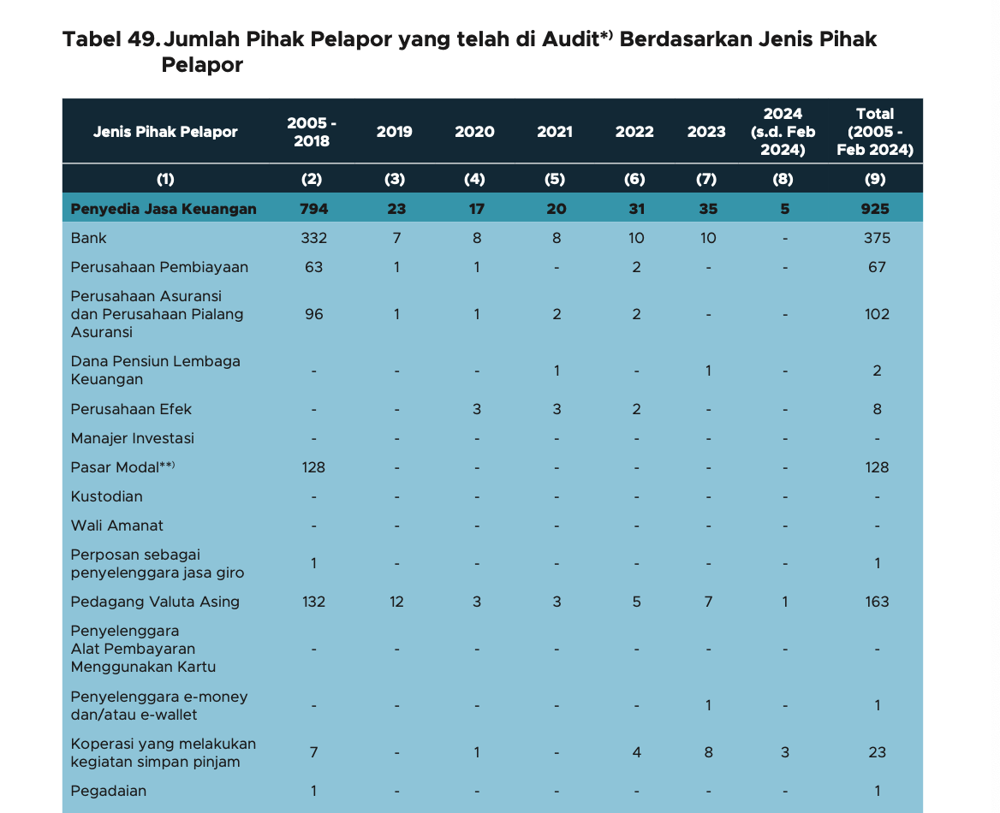 Tabel 49. Jumlah Pihak Pelapor yang telah di Audit*) Berdasarkan Jenis Pihak
Pelapor
Jenis Pihak Pelapor 2005 - 2018 2019 2020 2021 2022 2023 2024 (s.d. Feb 2024) Total (2005 - Feb 2024)
(1) (2) (3) (4) (5) (6) (7) (8) (9)
Penyedia Jasa Keuangan 794 23 17 20 31 35 5 925
Bank 332 7 8 8 10 10 - 375
Perusahaan Pembiayaan 63 1 1 - 2 - - 67
Perusahaan Asuransi
dan Perusahaan Pialang 96 1 1 2 2 - - 102
Asuransi
Dana Pensiun Lembaga
Keuangan - - - 1 - 1 - 2
Perusahaan Efek - - 3 3 2 - - 8
Manajer Investasi - - - - - - - -
Pasar Modal**) 128 - - - - - - 128
Kustodian - - - - - - - -
Wali Amanat - - - - - - - -
Perposan sebagai
penyelenggara jasa giro 1 - - - - - - 1
Pedagang Valuta Asing 132 12 3 3 5 7 1 163
Penyelenggara
Alat Pembayaran - - - - - - - -
Menggunakan Kartu
Penyelenggara e-money
dan/atau e-wallet - - - - - 1 - 1
Koperasi yang melakukan
kegiatan simpan pinjam 7 - 1 - 4 8 3 23
Pegadaian 1 - - - - - - 1